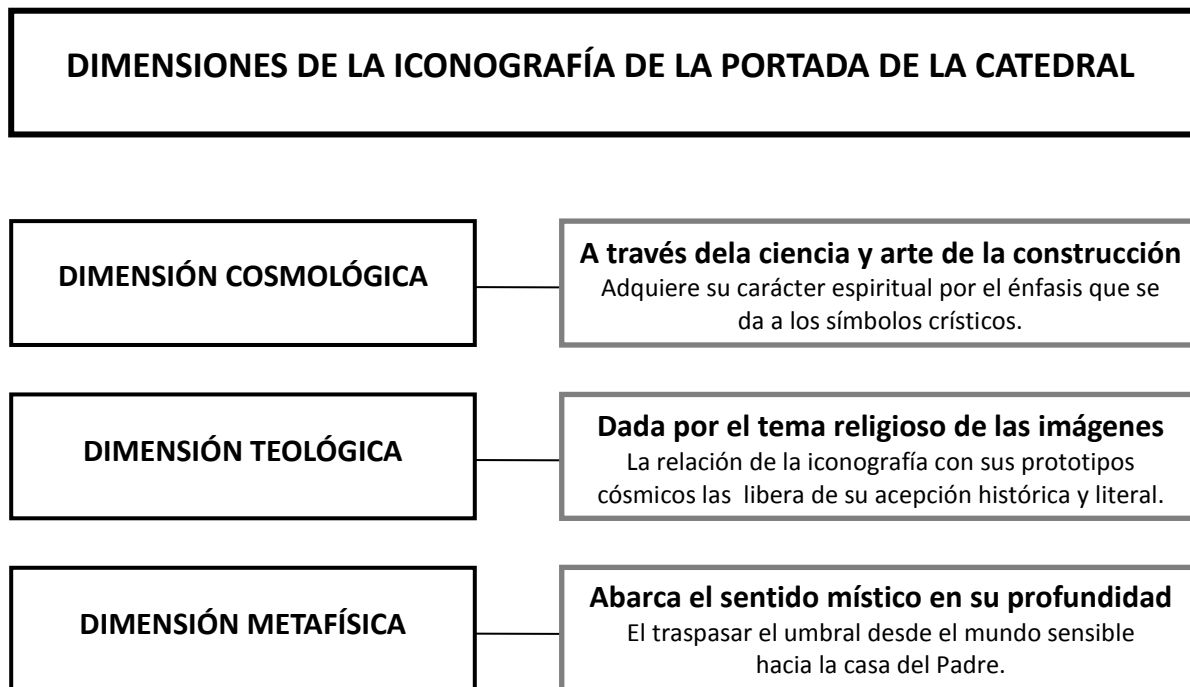 DIMENSIONES DE LA ICONOGRAFÍA DE LA PORTADA DE LA CATEDRAL
DIMENSIÓN COSMOLÓGICA
A través dela ciencia y arte de la construcción
Adquiere su carácter espiritual por el énfasis que se
da a los símbolos crísticos.
DIMENSIÓN TEOLÓGICA
Dada por el tema religioso de las imágenes
La relación de la iconografía con sus prototipos
cósmicos las libera de su acepción histórica y literal.
DIMENSIÓN METAFÍSICA
Abarca el sentido místico en su profundidad
El traspasar el umbral desde el mundo sensible
hacia la casa del Padre.